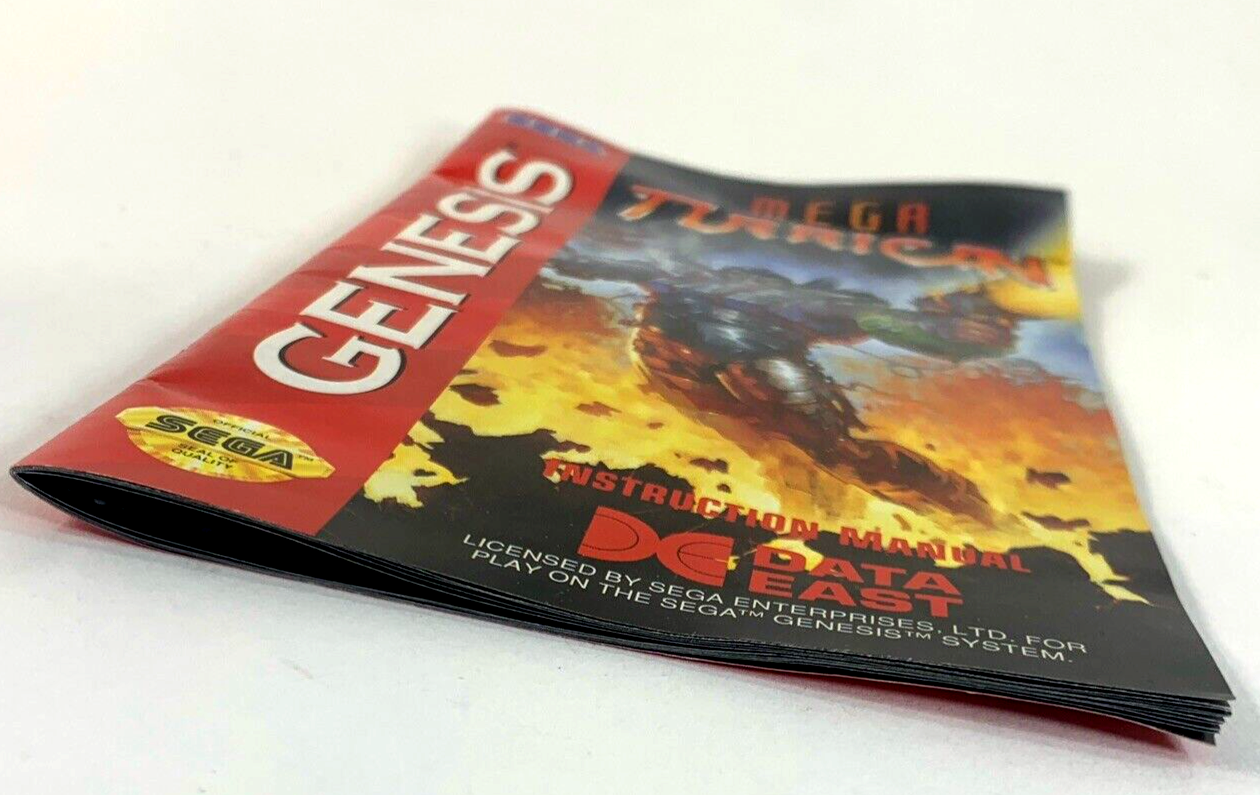 GENESIS
OFFICIAL
SEGA
SEAL OF
QUALITY
MEGA
TURRICAN
INSTRUCTION MANUAL
DATA
EAST
LICENSED BY SEGA ENTERPRISES, LTD. FOR
PLAY ON THE SEGA™ GENESIS™ SYSTEM.